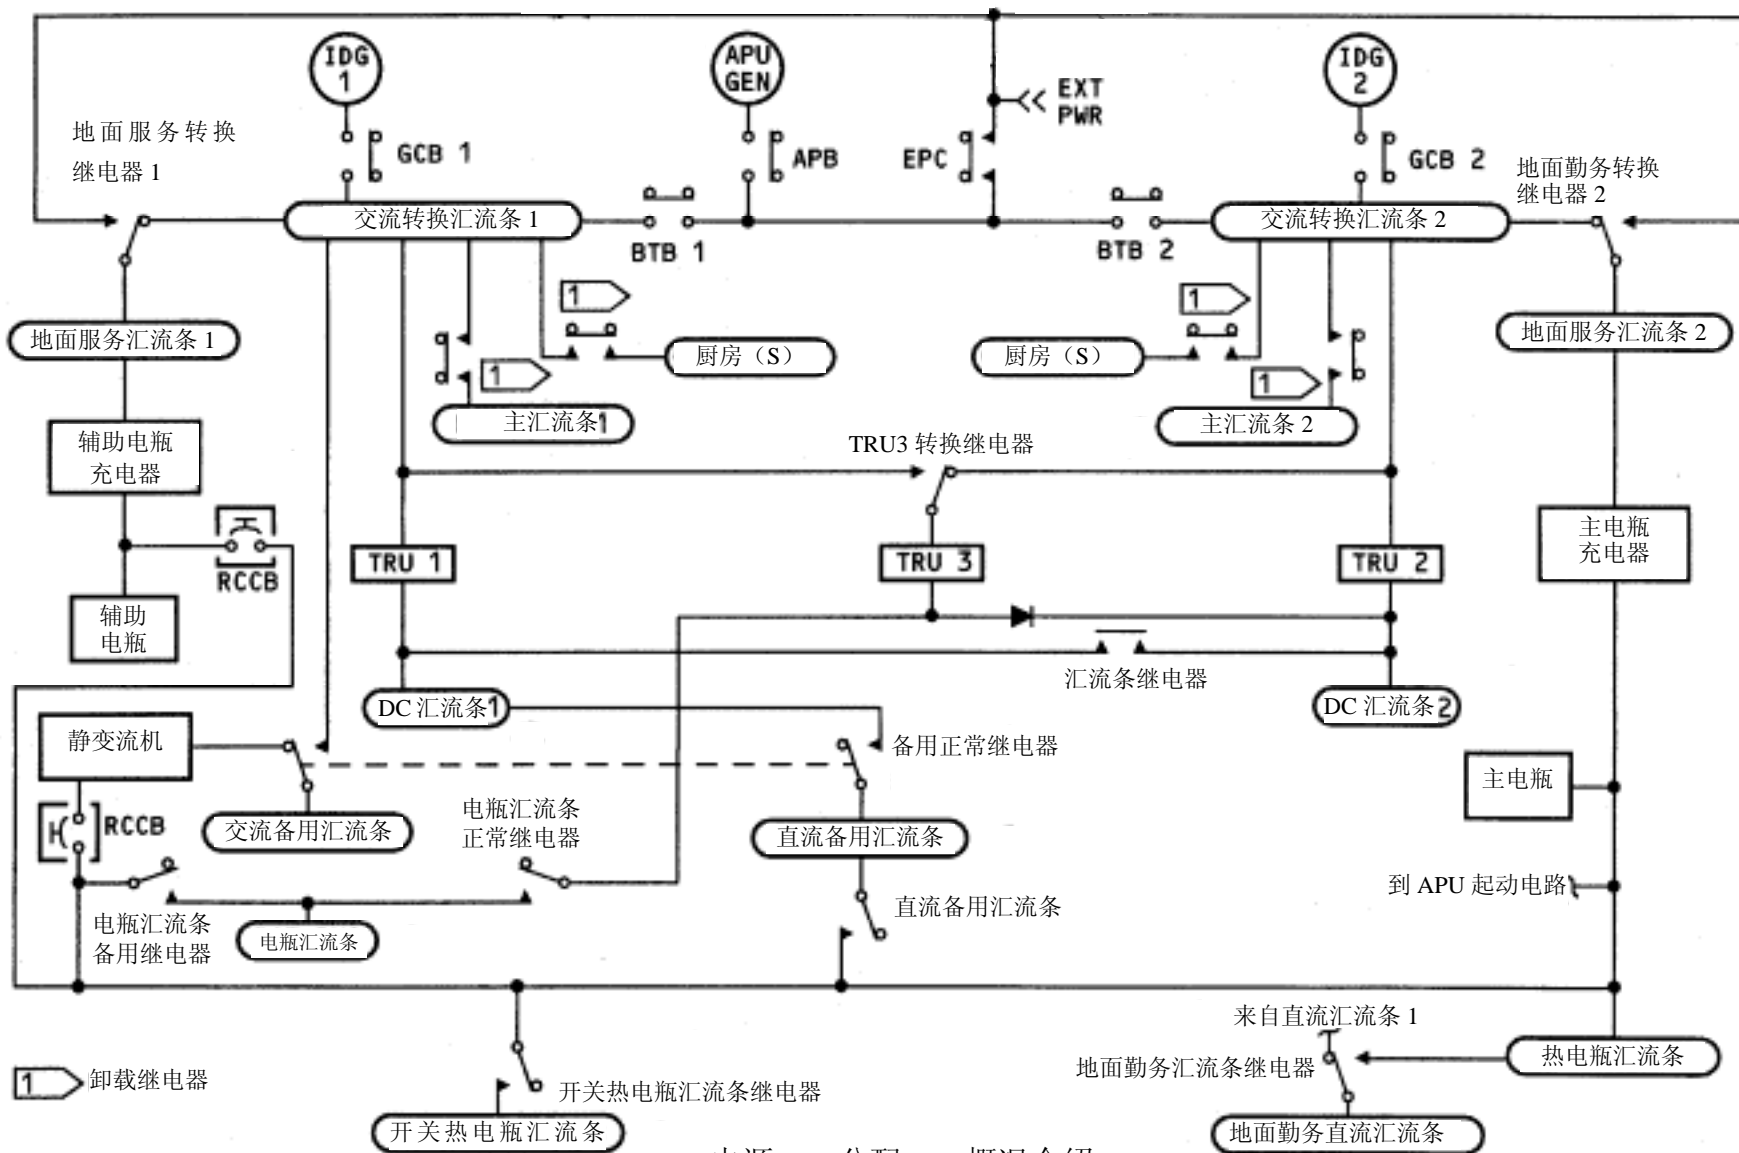 IDG
1
APU
GEN
EXT
PWR
IDG
2
地面服务转换
继电器 1
GCB 1
APB
EPC
GCB 2
地面勤务转换
继电器 2
交流转换汇流条 1
BTB 1
BTB 2
交流转换汇流条 2
1
1
地面服务汇流条 1
厨房（S）
厨房（S）
地面服务汇流条 2
1
1
主汇流条1
主汇流条 2
辅助电瓶
充电器
TRU3 转换继电器
RCCB
TRU 1
TRU 3
TRU 2
主电瓶
充电器
辅助
电瓶
汇流条继电器
DC 汇流条1
DC 汇流条2
静变流机
备用正常继电器
主电瓶
RCCB
交流备用汇流条
电瓶汇流条
正常继电器
直流备用汇流条
到 APU 起动电路
电瓶汇流条
备用继电器
电瓶汇流条
直流备用汇流条
来自直流汇流条 1
热电瓶汇流条
地面勤务汇流条继电器
1
卸载继电器
开关热电瓶汇流条继电器
开关热电瓶汇流条
地面勤务直流汇流条